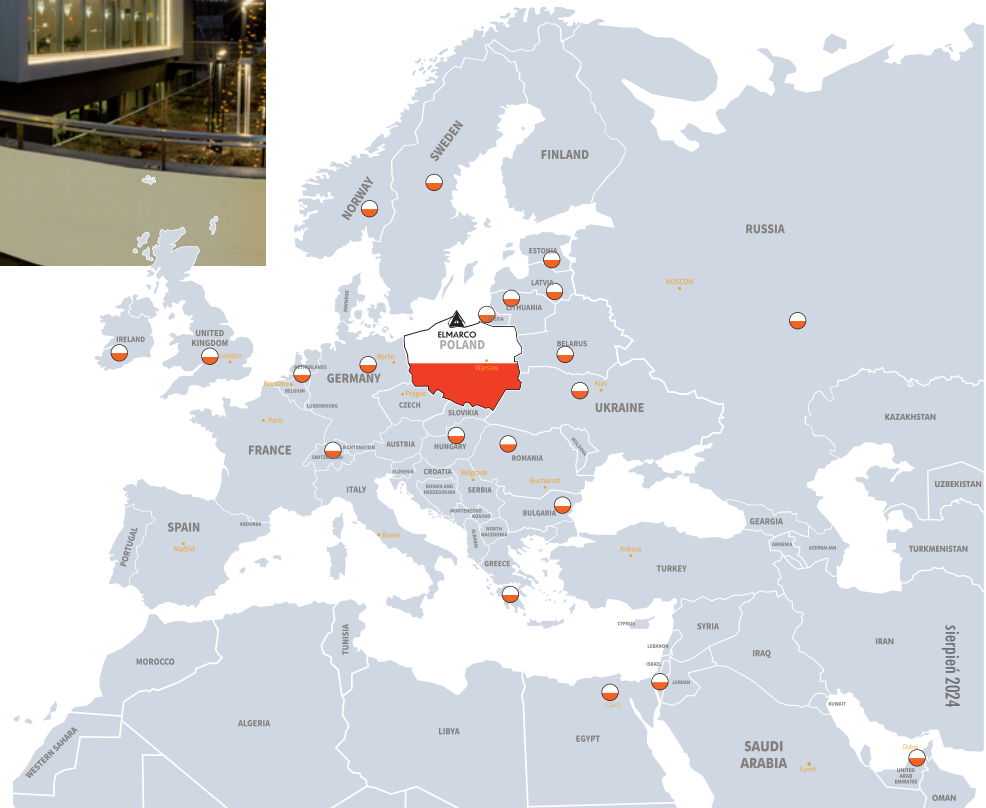 SWEDEN
FINLAND
NORWAY
RUSSIA
ESTONIA
MOSCOW
LATVIA
DENMARK
LITHUANIA
ELMARCO
POLAND
IRELAND
UNITED
KINGDOM
London
BELARUS
Berlin
NETHERLANDS
GERMANY
Warsaw
Brussels
BELGIUM
Prague
Kiev
CZECH
LUXEMBOURG
UKRAINE
SLOVIKIA
Paris
KAZAKHSTAN
FRANCE
LIECHTENSTEIN
SWITZERLAND
AUSTRIA
HUNGARY
MOLDOVA
ROMANIA
SLOVENIA
CROATIA
Belgrade
Bucharest
UZBEKISTAN
ITALY
BOSNIA AND
HERZEGOWINA
SERBIA
MONTENEGRO
KOSOVO
BULGARIA
SPAIN
ANDORRA
GEARGIA
PORTUGAL
Madrid
Roma
NORTH
MACEDONIA
ALBANIA
Ankara
ARMENIA
AZERBAIJAN
TURKMENISTAN
GREECE
TURKEY
CYPRUS
SYRIA
TUNISIA
LEBANON
IRAQ
IRAN
MOROCCO
ISRAEL
JORDAN
sierpień 2024
KUWAIT
Cairo
ALGERIA
LIBYA
EGYPT
WESTERN SAHARA
SAUDI
ARABIA
Dubai
Riyadh
UNITED
ARAB
EMIRATES
OMAN